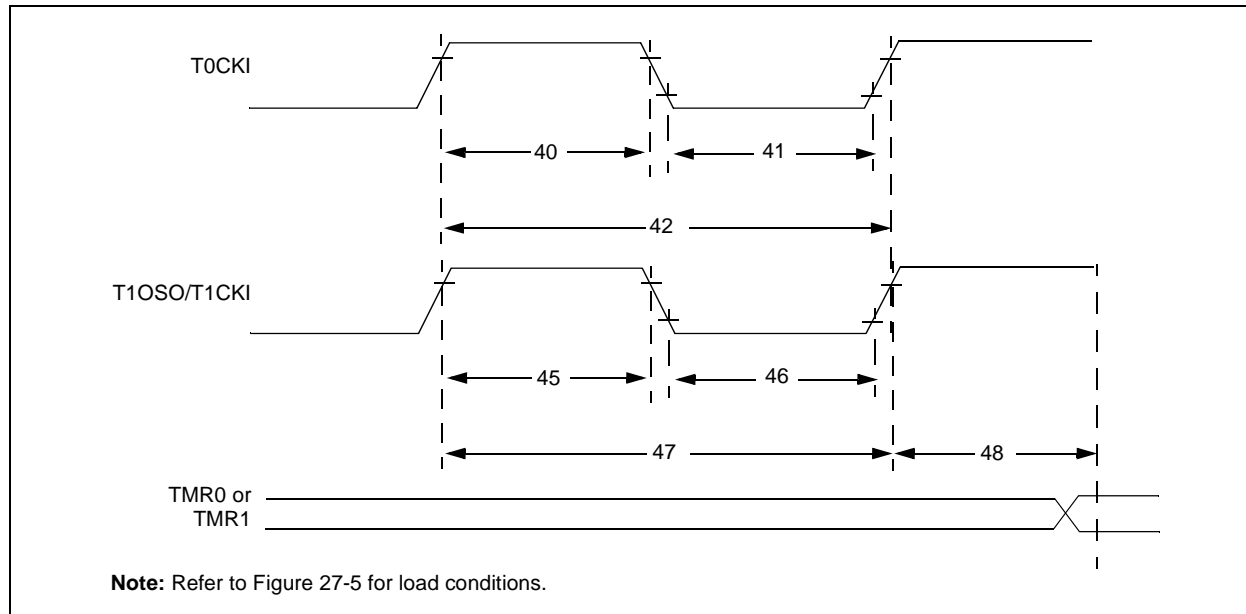 T0CKI
40
41
42
T1OSO/T1CKI
45
46
47
48
TMR0 or
TMR1
Note: Refer to Figure 27-5 for load conditions.